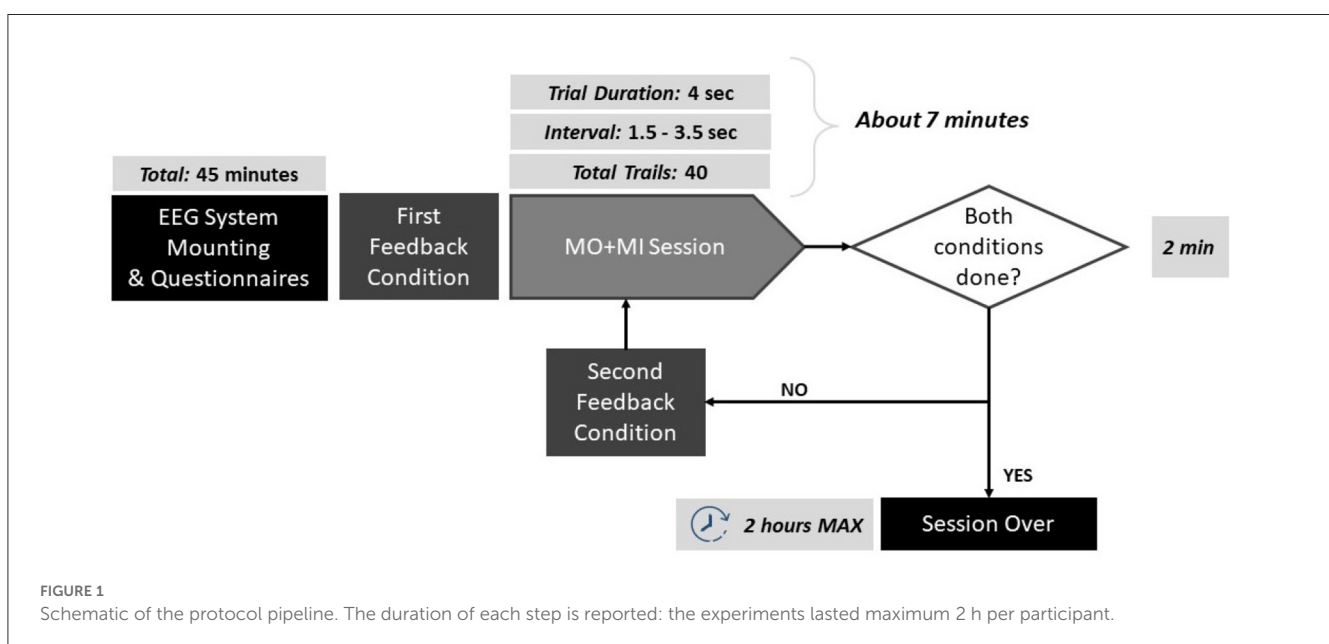 Trial Duration: 4 sec
Interval: 1.5 - 3.5 sec
Total Trails: 40
About 7 minutes
Total: 45 minutes
EEG System
Mounting
& Questionnaires
First
Feedback
Condition
MO+MI Session
Both
conditions
done?
2 min
Second
Feedback
Condition
NO
YES
2 hours MAX
Session Over
FIGURE 1
Schematic of the protocol pipeline. The duration of each step is reported: the experiments lasted maximum 2 h per participant.